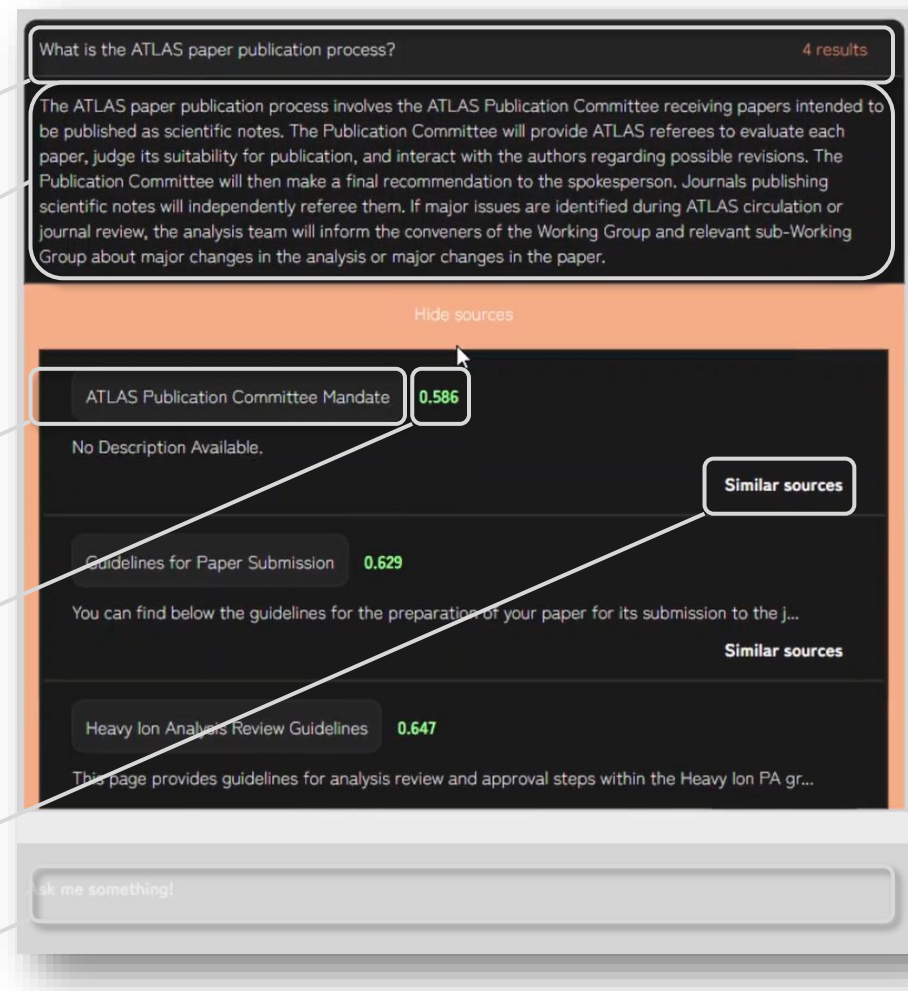 What is the ATLAS paper publication process? 4 results
The ATLAS paper publication process involves the ATLAS Publication Committee receiving papers intended to
be published as scientific notes. The Publication Committee will provide ATLAS referees to evaluate each
paper, judge its suitability for publication, and interact with the authors regarding possible revisions. The
Publication Committee will then make a final recommendation to the spokesperson. Journals publishing
scientific notes will independently referee them. If major issues are identified during ATLAS circulation or
journal review, the analysis team will inform the conveners of the Working Group and relevant sub-Working
Group about major changes in the analysis or major changes in the paper.
Hide sources
ATLAS Publication Committee Mandate 0.586
No Description Available.
Similar sources
Guidelines for Paper Submission 0.629
You can find below the guidelines for the preparation of your paper for its submission to the j...
Similar sources
Heavy Ion Analysis Review Guidelines 0.647
This page provides guidelines for analysis review and approval steps within the Heavy Ion PA gr...
Ask me something!